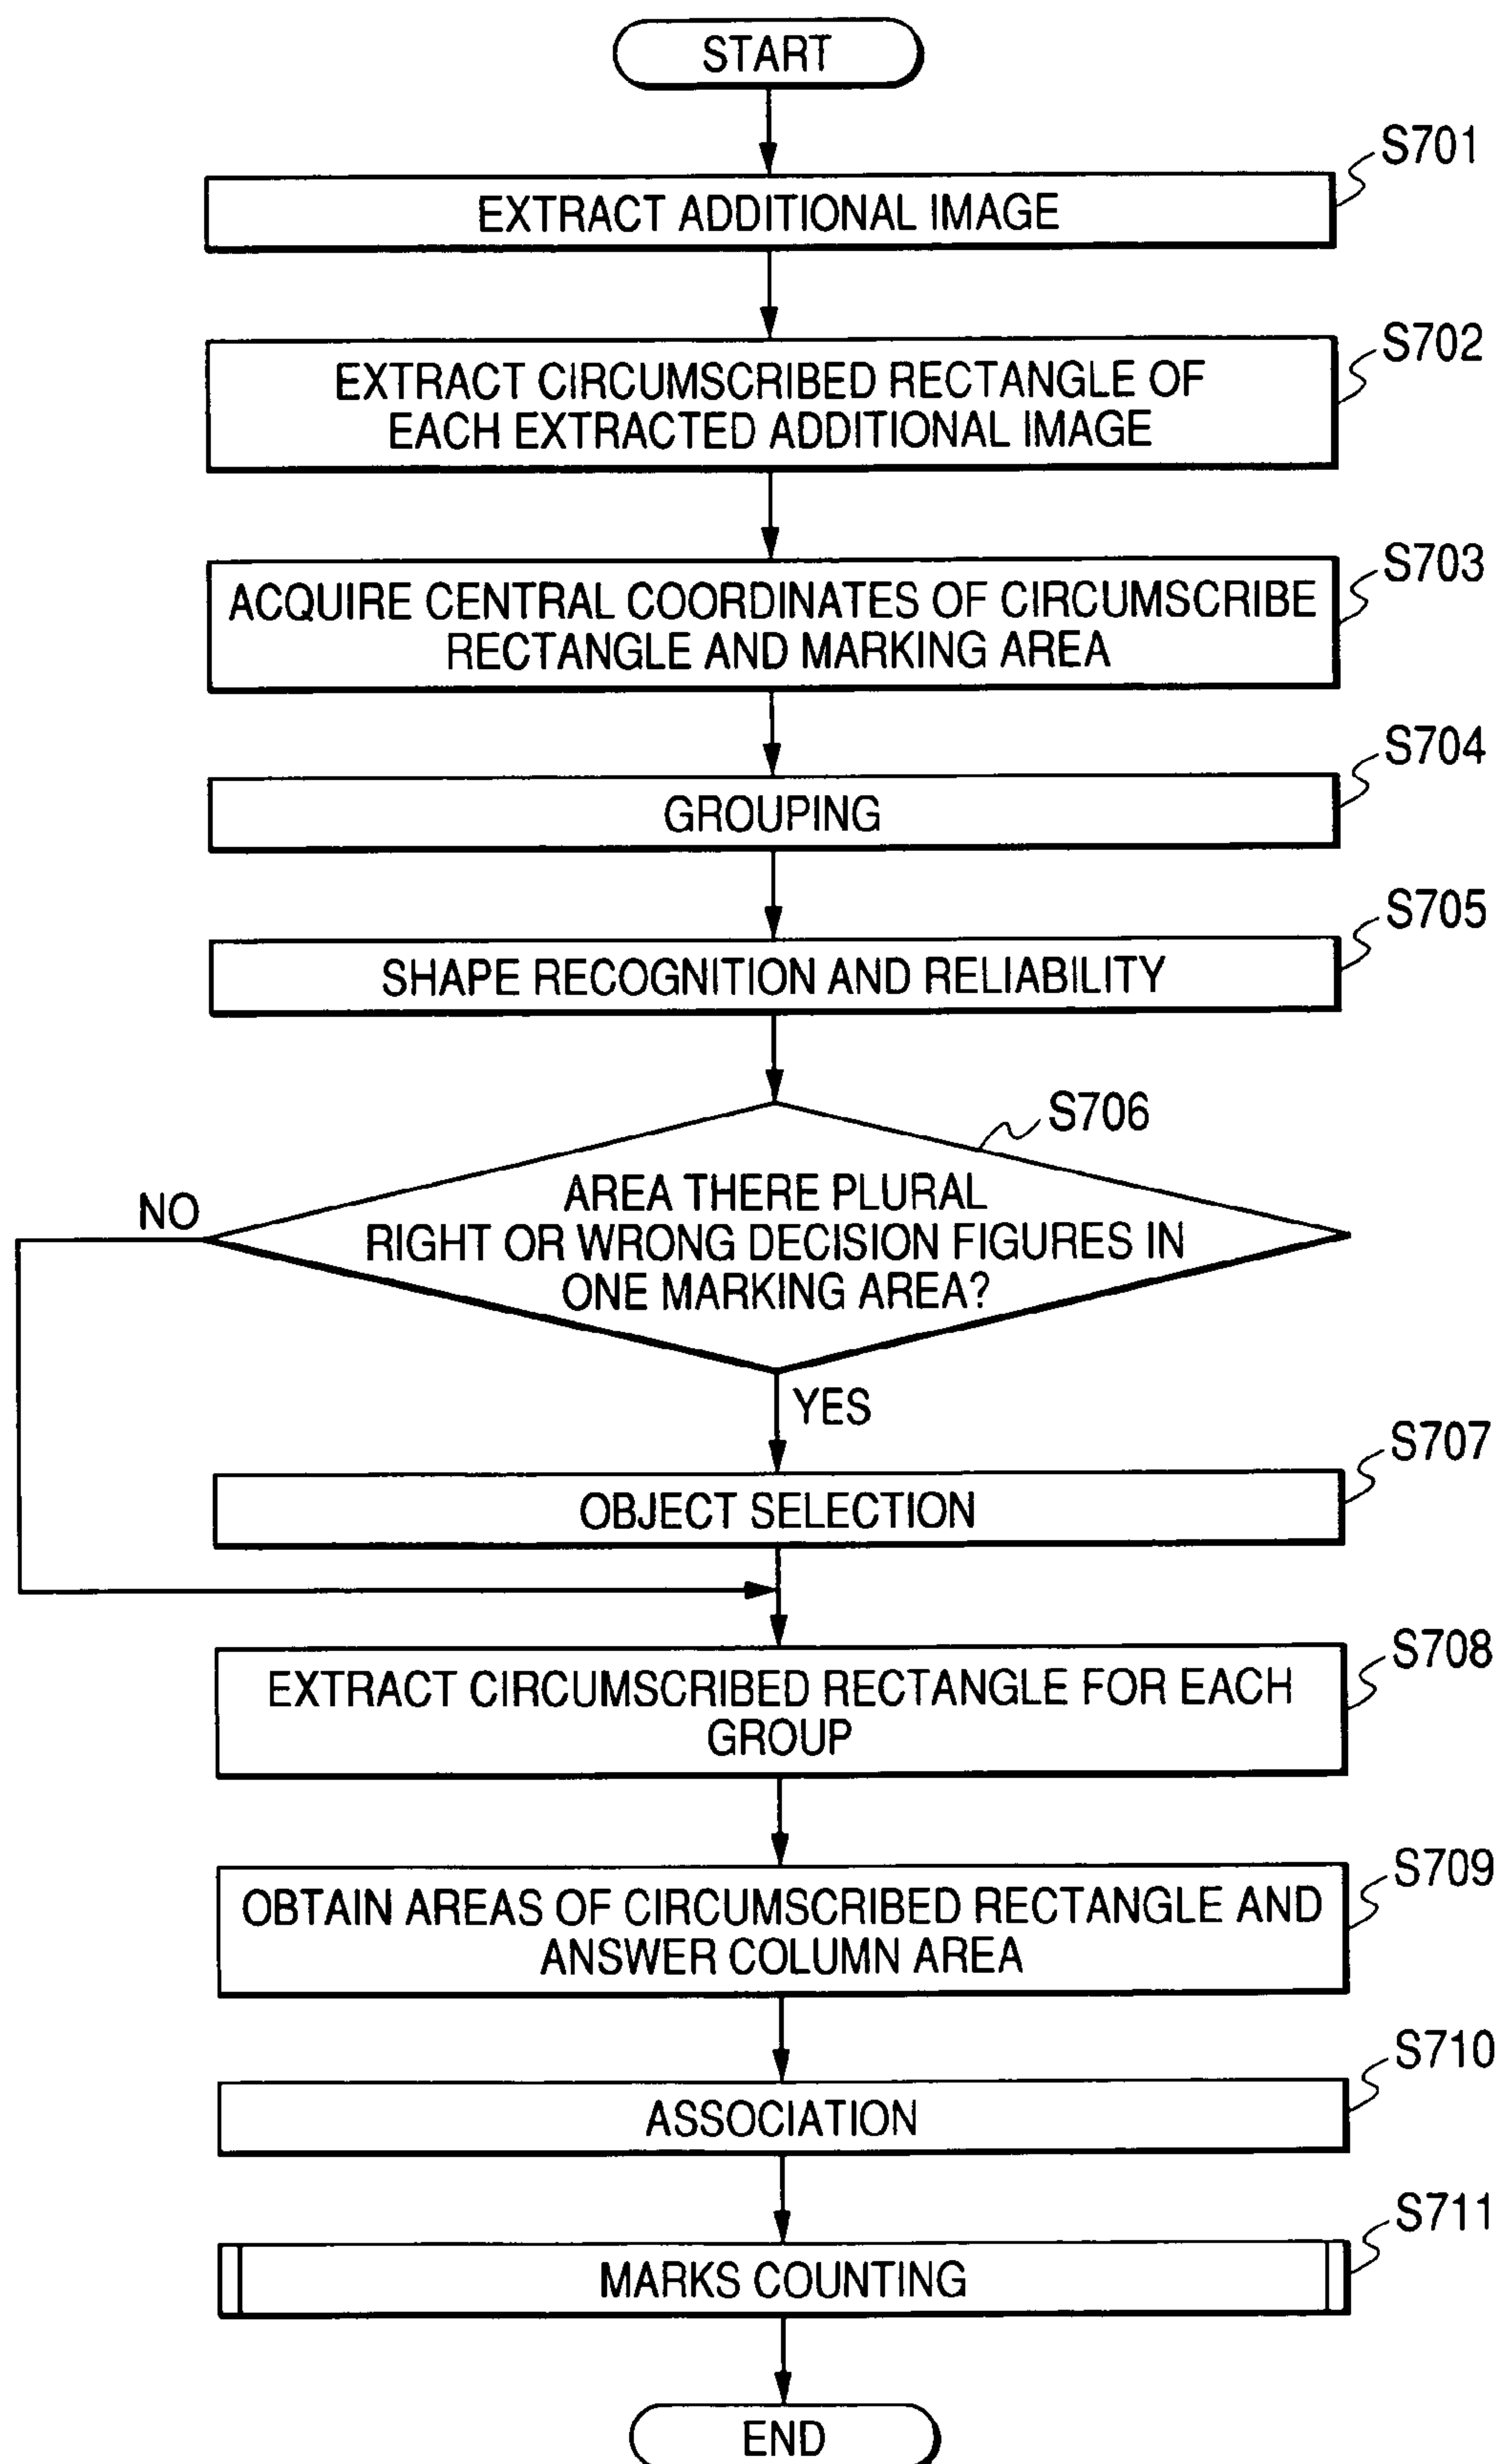 START
S701
EXTRACT ADDITIONAL IMAGE
S702
EXTRACT CIRCUMSCRIBED RECTANGLE OF
EACH EXTRACTED ADDITIONAL IMAGE
S703
ACQUIRE CENTRAL COORDINATES OF CIRCUMSCRIBE
RECTANGLE AND MARKING AREA
S704
GROUPING
S705
SHAPE RECOGNITION AND RELIABILITY
S706
AREA THERE PLURAL
RIGHT OR WRONG DECISION FIGURES IN
ONE MARKING AREA?
NO
YES
S707
OBJECT SELECTION
S708
EXTRACT CIRCUMSCRIBED RECTANGLE FOR EACH
GROUP
S709
OBTAIN AREAS OF CIRCUMSCRIBED RECTANGLE AND
ANSWER COLUMN AREA
S710
ASSOCIATION
S711
MARKS COUNTING
END